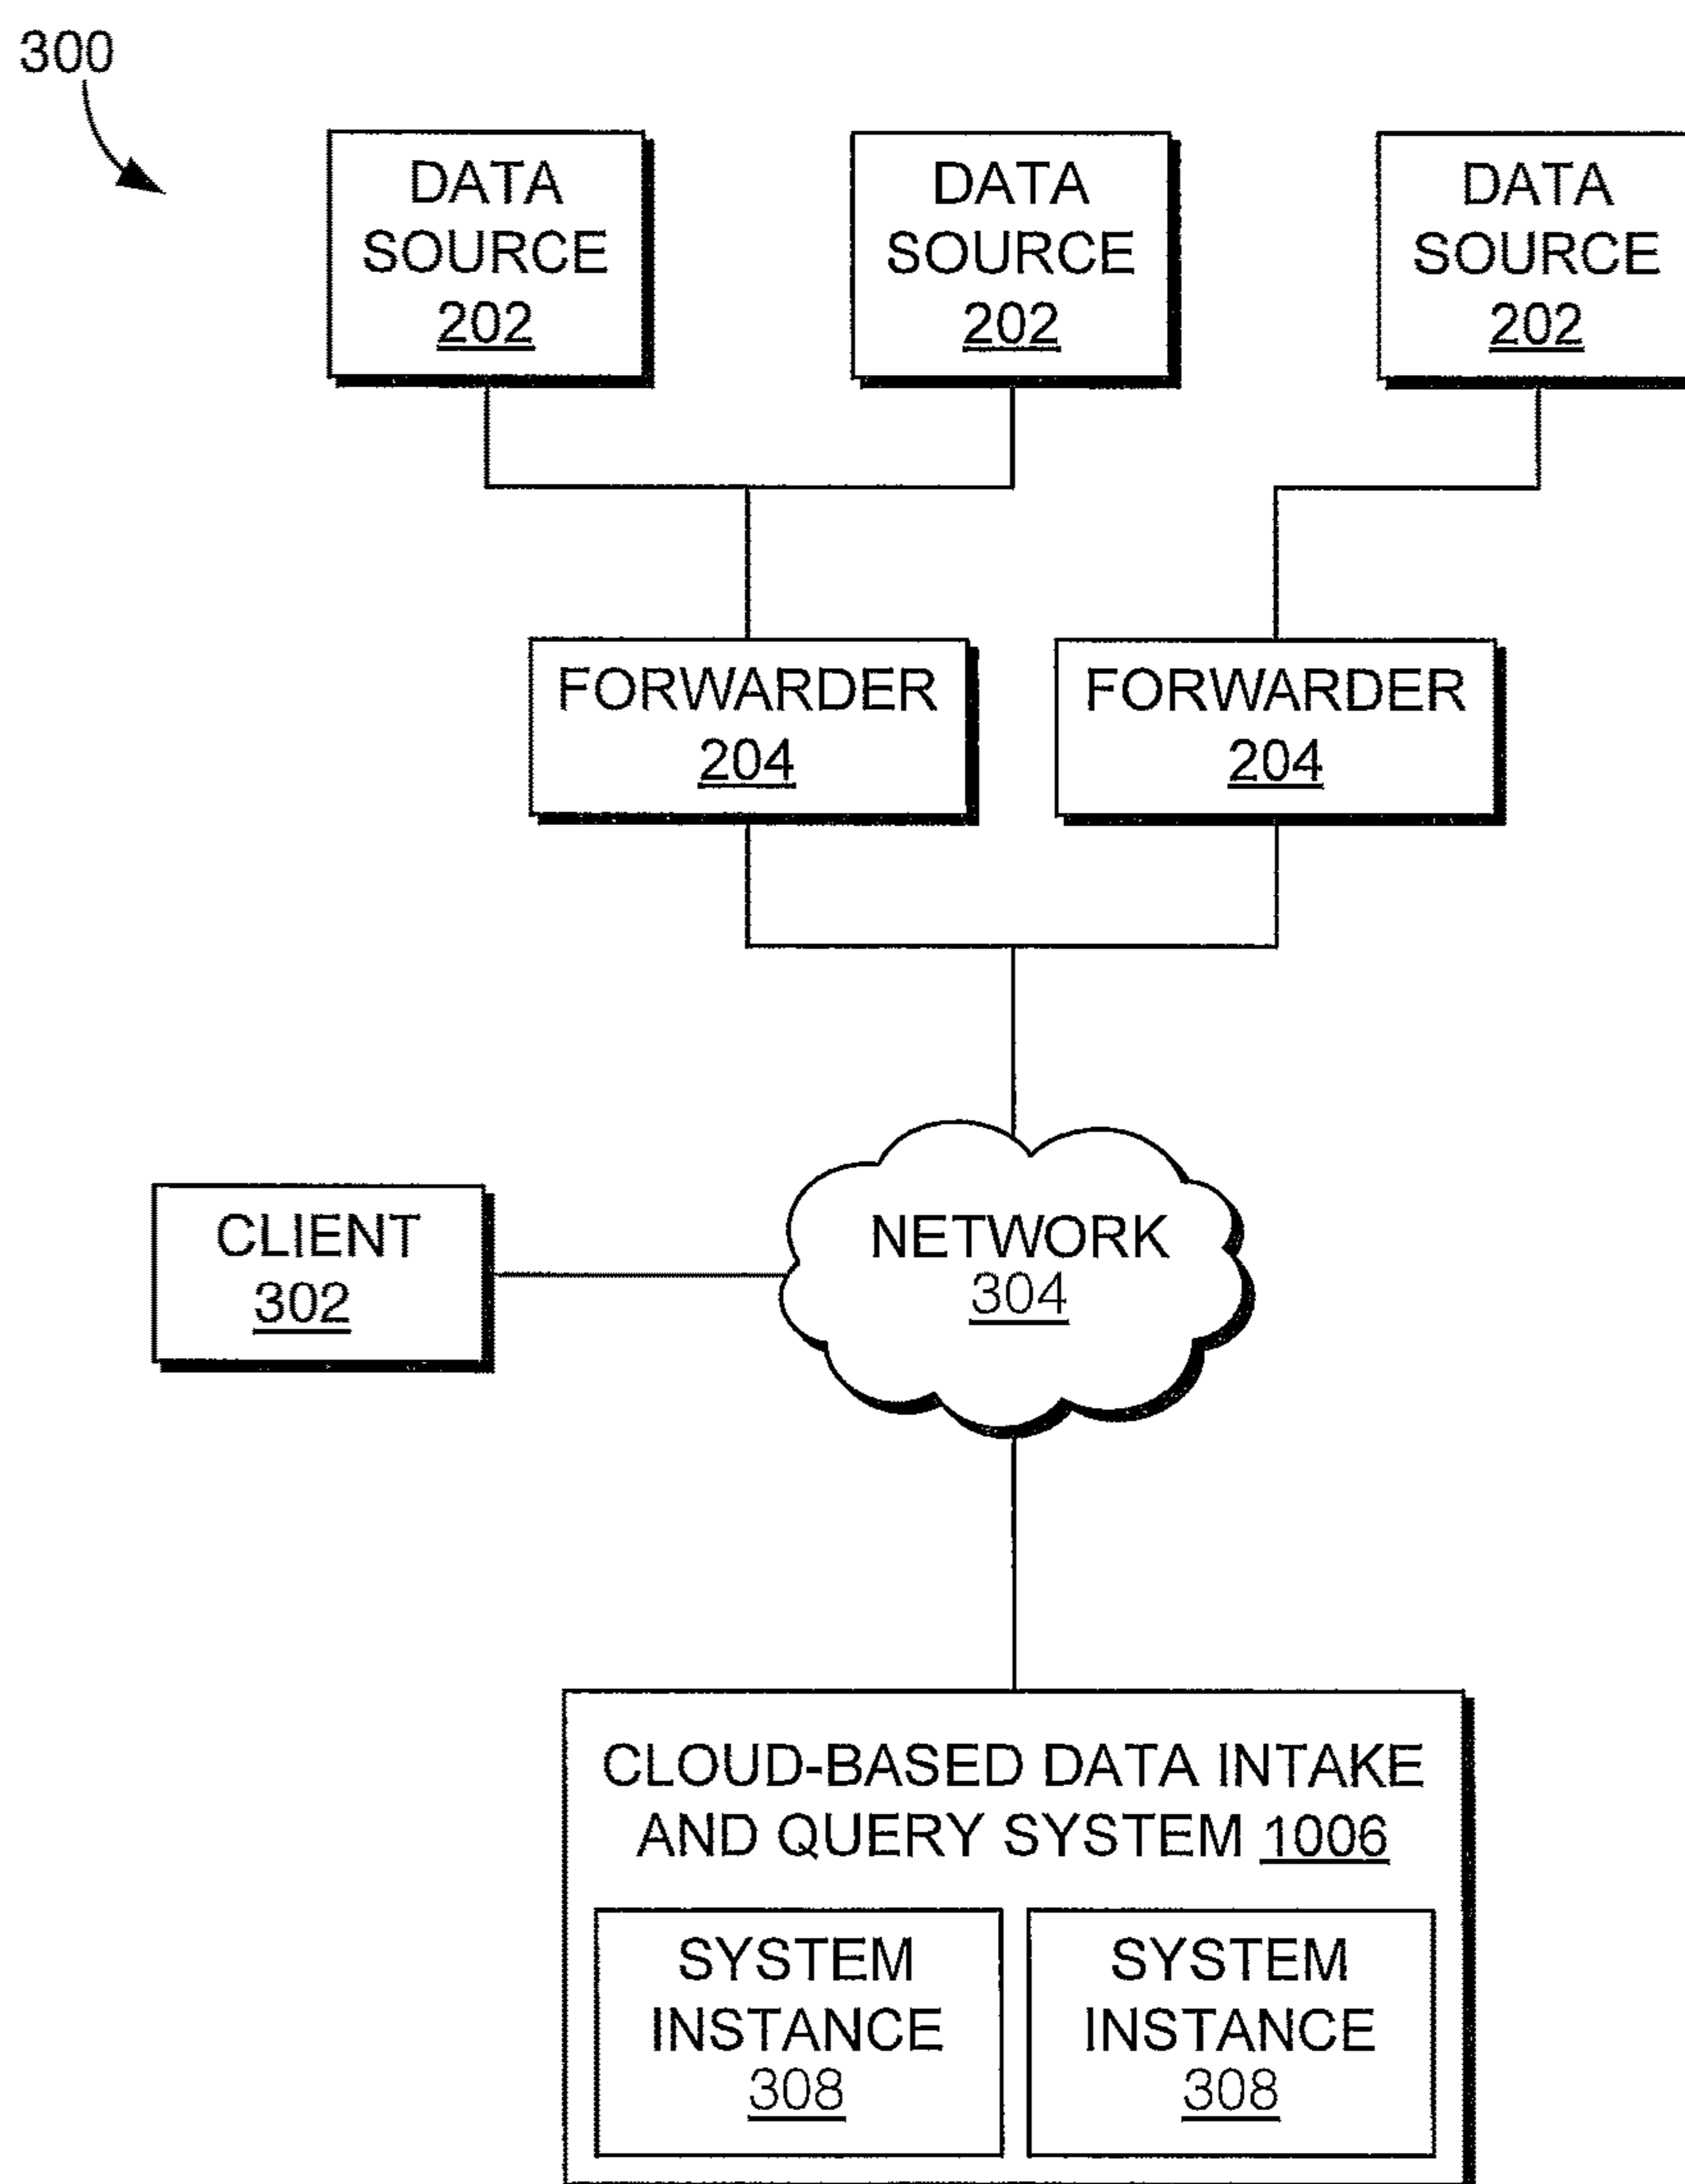 300
DATA
SOURCE
202
DATA
SOURCE
202
DATA
SOURCE
202
FORWARDER
204
FORWARDER
204
CLIENT
302
NETWORK
304
CLOUD-BASED DATA INTAKE
AND QUERY SYSTEM 1006
SYSTEM
INSTANCE
308
SYSTEM
INSTANCE
308